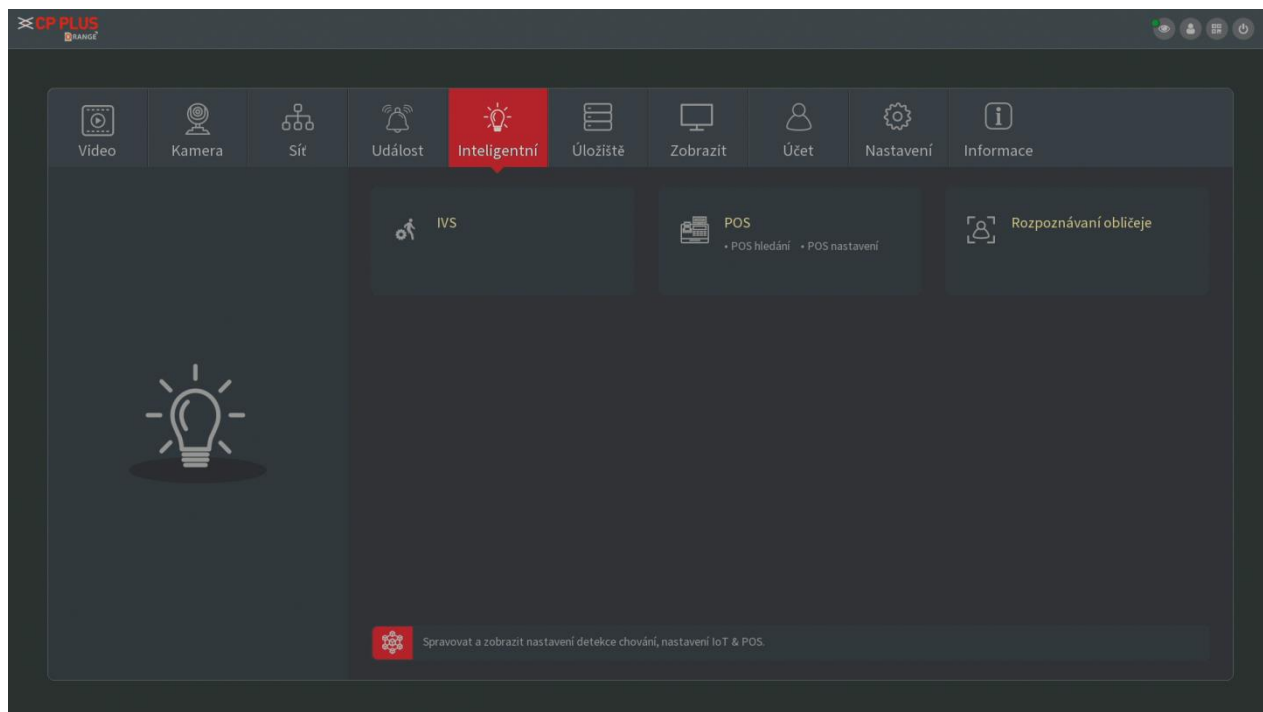 CP PLUS
ORANGE
Video Kamera Síť Událost Inteligentní Úložiště Zobrazit Účet Nastavení Informace
IVS POS Rozpoznávaní obličeje
• POS hledání • POS nastavení
Spravovat a zobrazit nastavení detekce chování, nastavení IoT & POS.